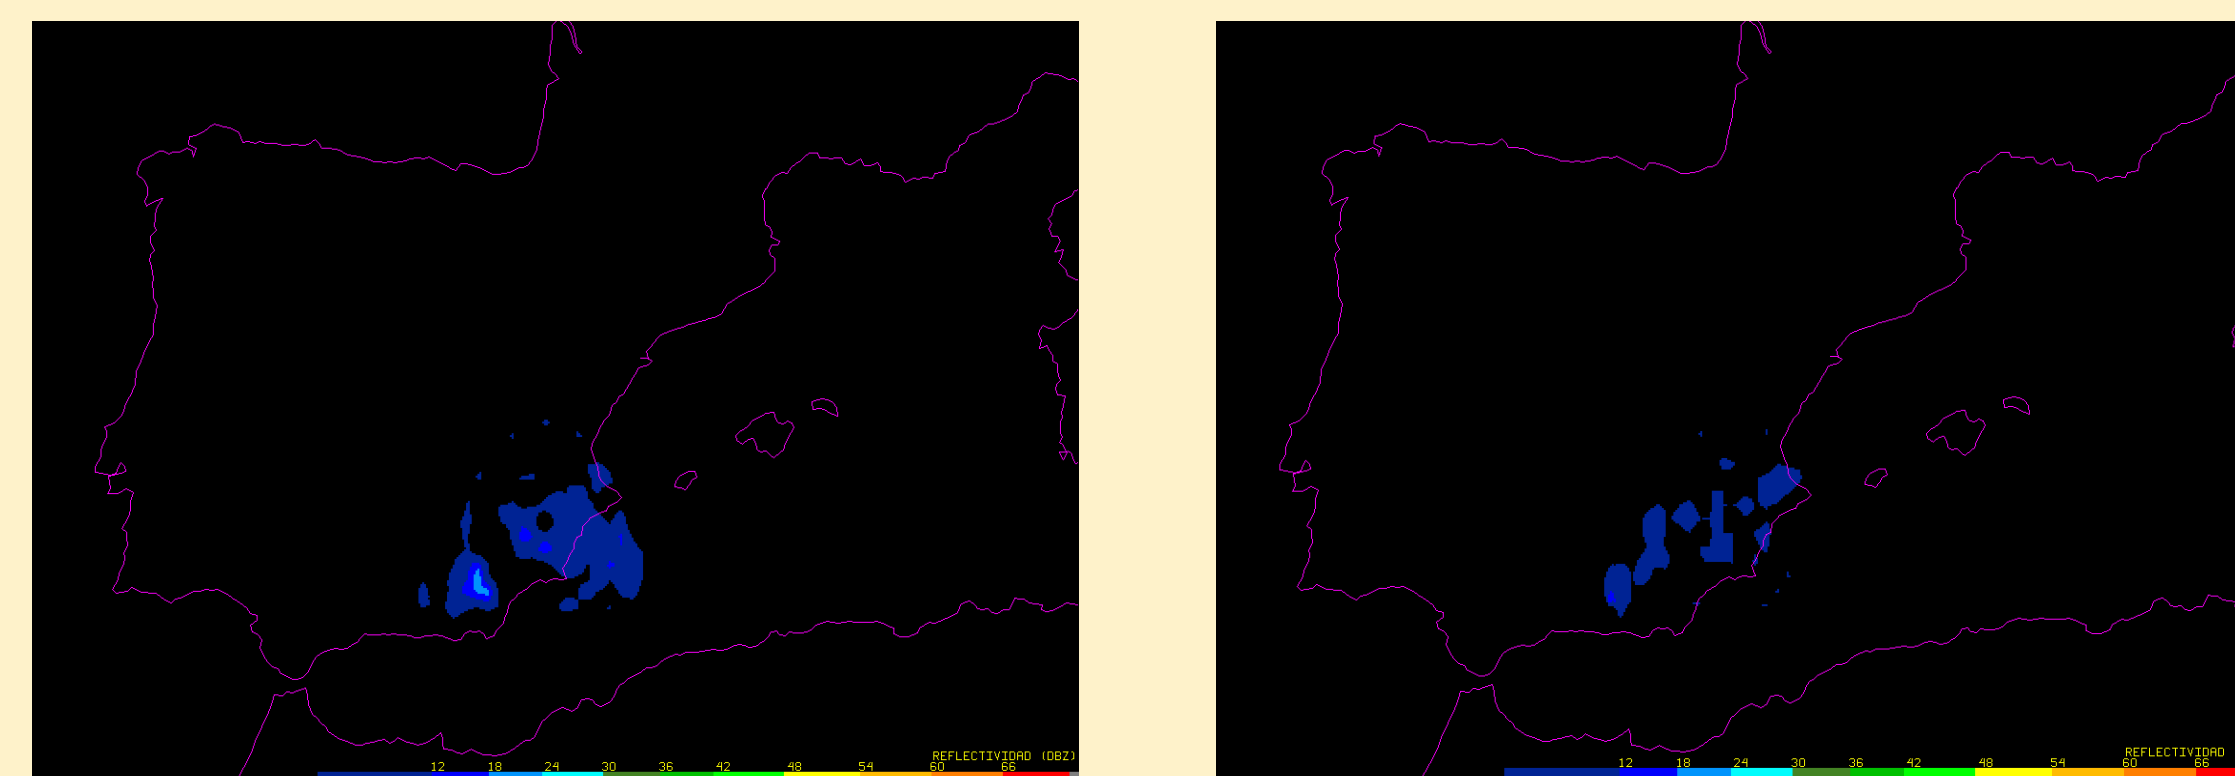 REFLECTIVIDAD (DBZ)
12 18 24 30 36 42 48 54 60 66
REFLECTIVIDAD
12 18 24 30 36 42 48 54 60 66